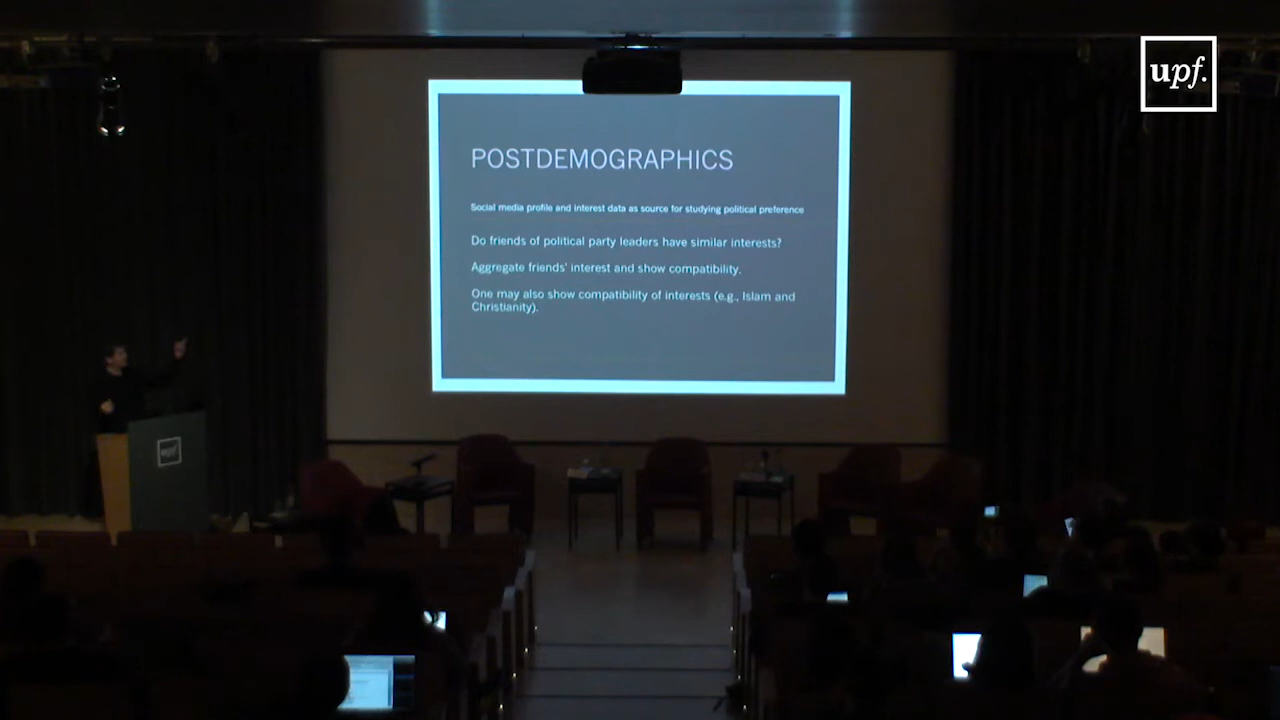 upf.
POSTDEMOGRAPHICS
Social media profile and interest data as source for studying political preference
Do friends of political party leaders have similar interests?
Aggregate friends' interest and show compatibility.
One may also show compatibility of interests (e.g., Islam and
Christianity).
upf.